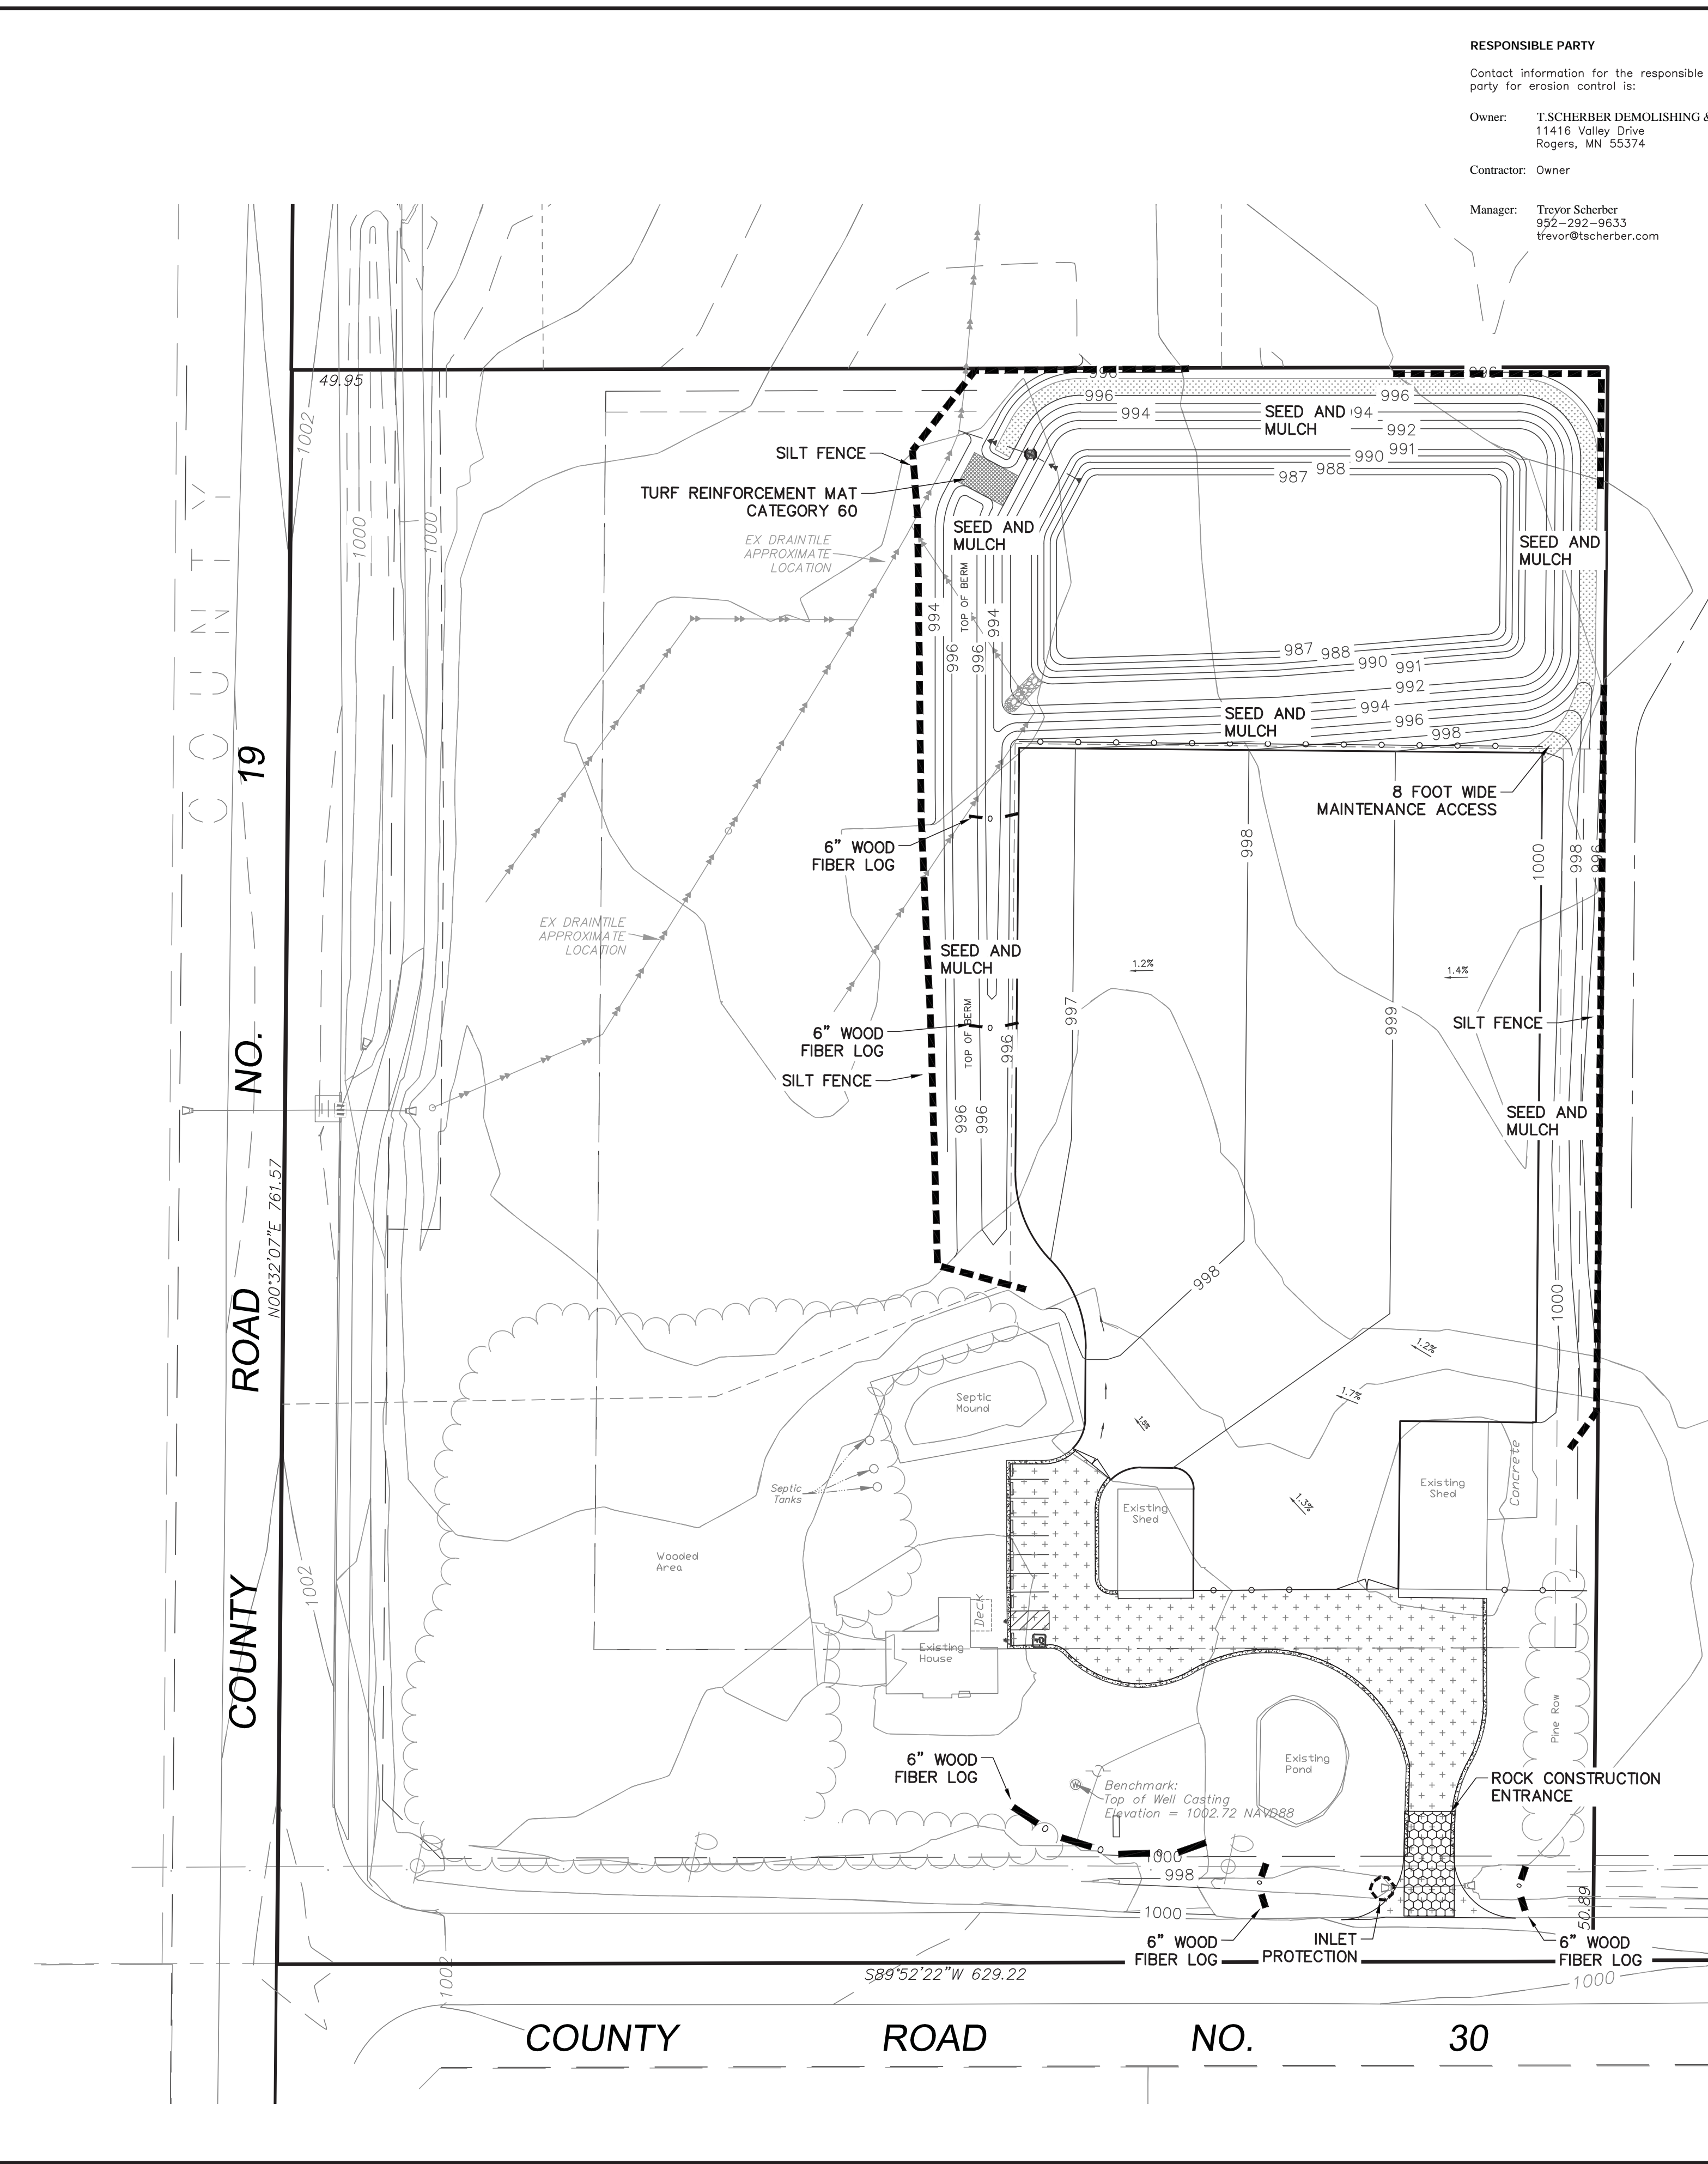 RESPONSIBLE PARTY
Contact information for the responsible
party for erosion control is:
Owner: T.SCHERBER DEMOLISHING &
11416 Valley Drive
Rogers, MN 55374
Contractor: Owner
Manager: Trevor Scherber
952-292-9633
trevor@tscherber.com
49.95
1002
996
996
996
996
994
SEED AND
MULCH
94
992
991
990
988
987
SILT FENCE
TURF REINFORCEMENT MAT
CATEGORY 60
EX DRAINTILE
APPROXIMATE
LOCATION
SEED AND
MULCH
SEED AND
MULCH
1000
1000
COUNTY
994
TOP OF BERM
994
996
996
987
988
990
991
992
994
996
998
SEED AND
MULCH
8 FOOT WIDE
MAINTENANCE ACCESS
6" WOOD
FIBER LOG
998
1000
998
996
EX DRAINTILE
APPROXIMATE
LOCATION
SEED AND
MULCH
1.2%
1.4%
997
999
SILT FENCE
6" WOOD
FIBER LOG
TOP OF BERM
996
SILT FENCE
996
996
SEED AND
MULCH
N00°32'07"E 761.57
998
1000
1.2%
1.7%
1.5%
1.3%
Septic
Mound
Septic
Tanks
Existing
Shed
Existing
Shed
Concrete
Wooded
Area
1002
Deck
Existing
House
Pine Row
6" WOOD
FIBER LOG
Existing
Pond
Benchmark:
Top of Well Casting
Elevation = 1002.72 NAVD88
ROCK CONSTRUCTION
ENTRANCE
1000
998
1000
50.89
6" WOOD
FIBER LOG
INLET
PROTECTION
6" WOOD
FIBER LOG
1002
S89°52'22"W 629.22
1000
COUNTY ROAD NO. 19
COUNTY ROAD NO. 30